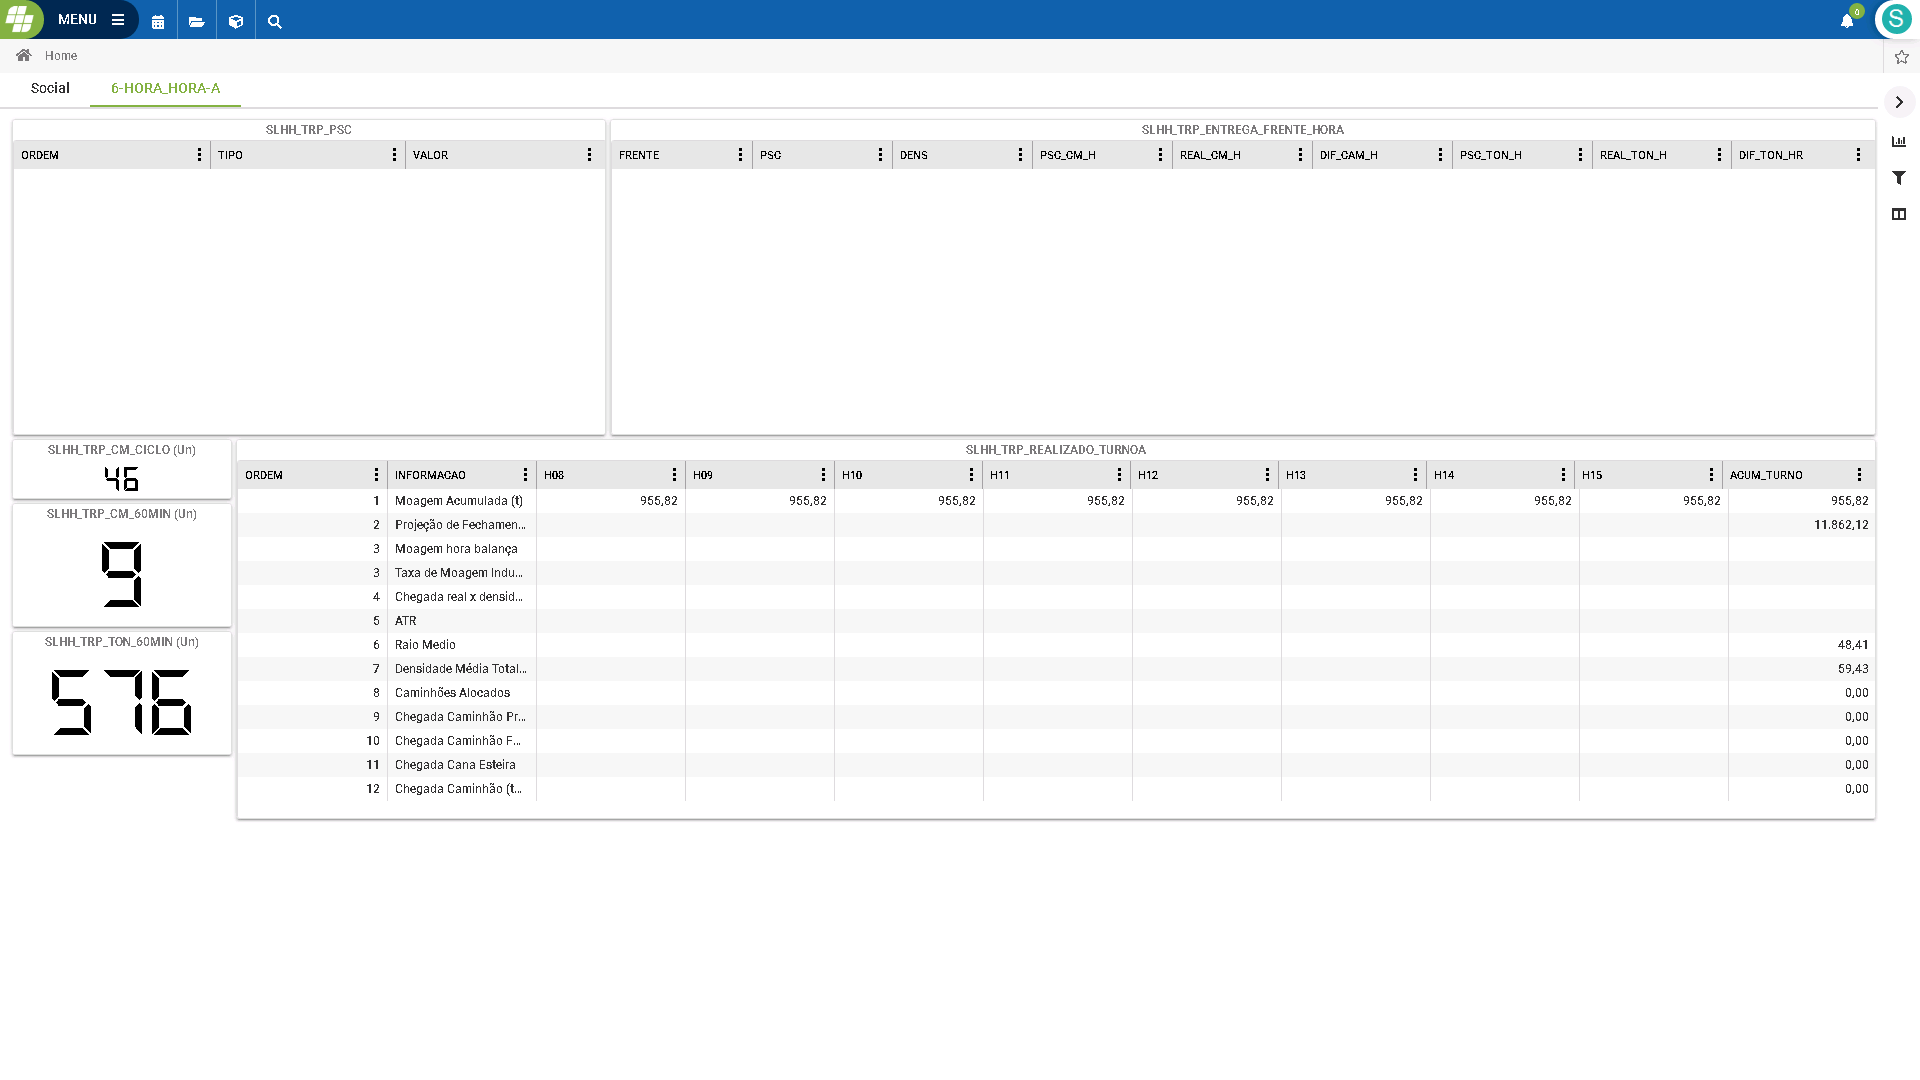 MENU
0
S
Home
Social
6-HORA_HORA-A
SLHH_TRP_PSC
ORDEM TIPO VALOR
SLHH_TRP_ENTREGA_FRENTE_HORA
FRENTE PSC DENS PSC_CM_H REAL_CM_H DIF_CAM_H PSC_TON_H REAL_TON_H DIF_TON_HR
SLHH_TRP_CM_CICLO (Un)
46
SLHH_TRP_CM_60MIN (Un)
9
SLHH_TRP_TON_60MIN (Un)
576
SLHH_TRP_REALIZADO_TURNOA
ORDEM INFORMACAO H08 H09 H10 H11 H12 H13 H14 H15 ACUM_TURNO
1 Moagem Acumulada (t) 955,82 955,82 955,82 955,82 955,82 955,82 955,82 955,82 955,82
2 Projeção de Fechamen... 11.862,12
3 Moagem hora balança
3 Taxa de Moagem Indu...
4 Chegada real x densid...
5 ATR
6 Raio Medio 48,41
7 Densidade Média Total... 59,43
8 Caminhões Alocados 0,00
9 Chegada Caminhão Pr... 0,00
10 Chegada Caminhão F... 0,00
11 Chegada Cana Esteira 0,00
12 Chegada Caminhão (t... 0,00